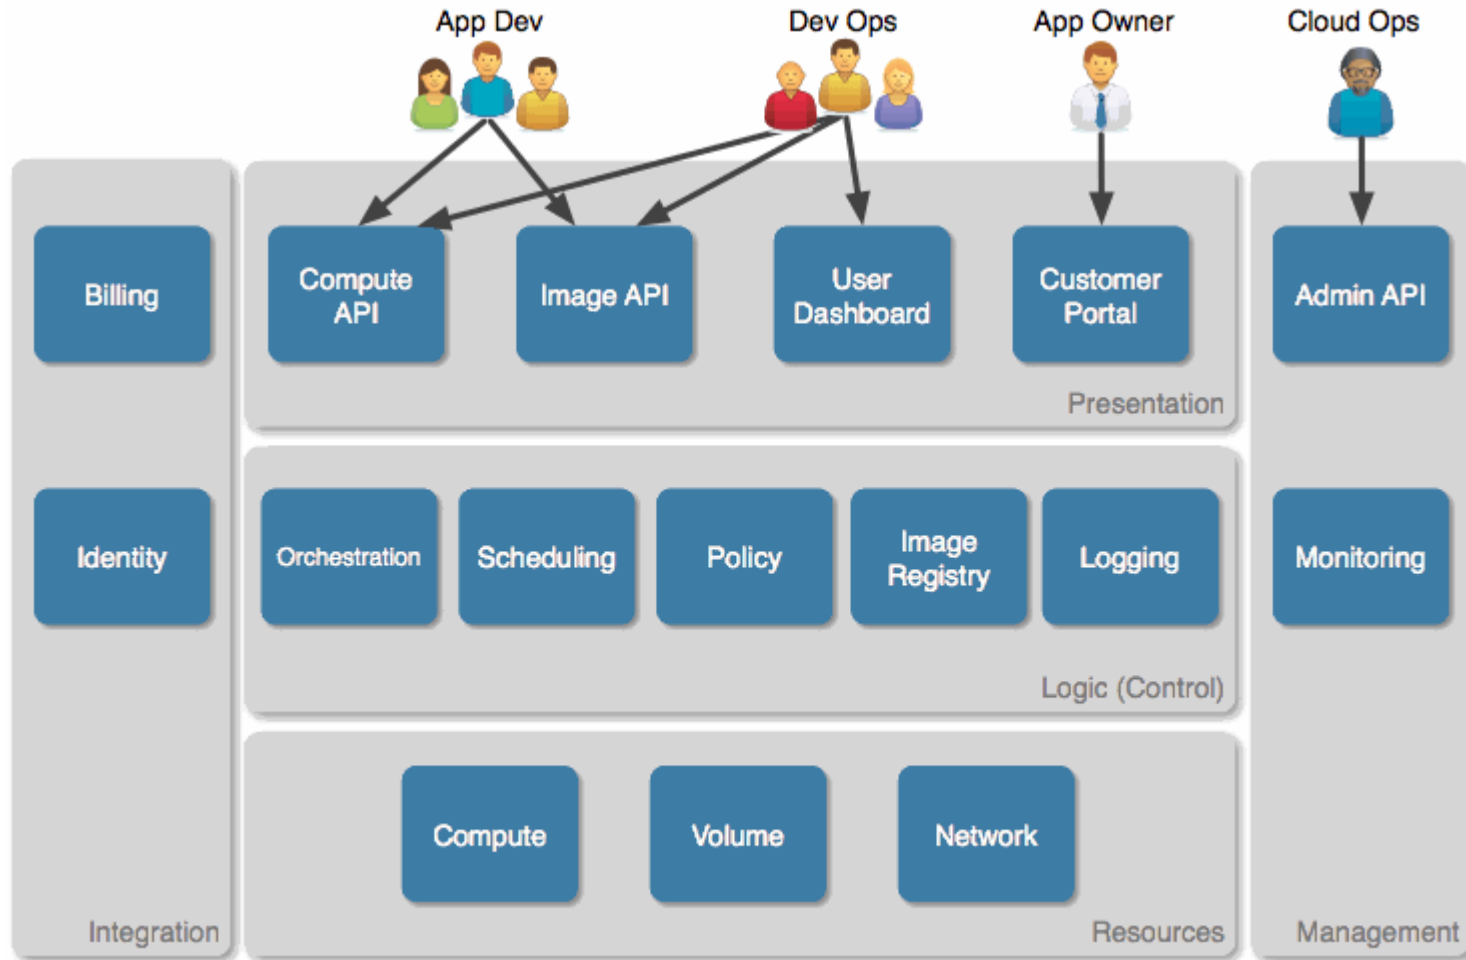 App Dev
Dev Ops
App Owner
Cloud Ops
Billing
Compute
API
Image API
User
Dashboard
Customer
Portal
Admin API
Presentation
Identity
Orchestration
Scheduling
Policy
Image
Registry
Logging
Monitoring
Logic (Control)
Compute
Volume
Network
Integration
Resources
Management